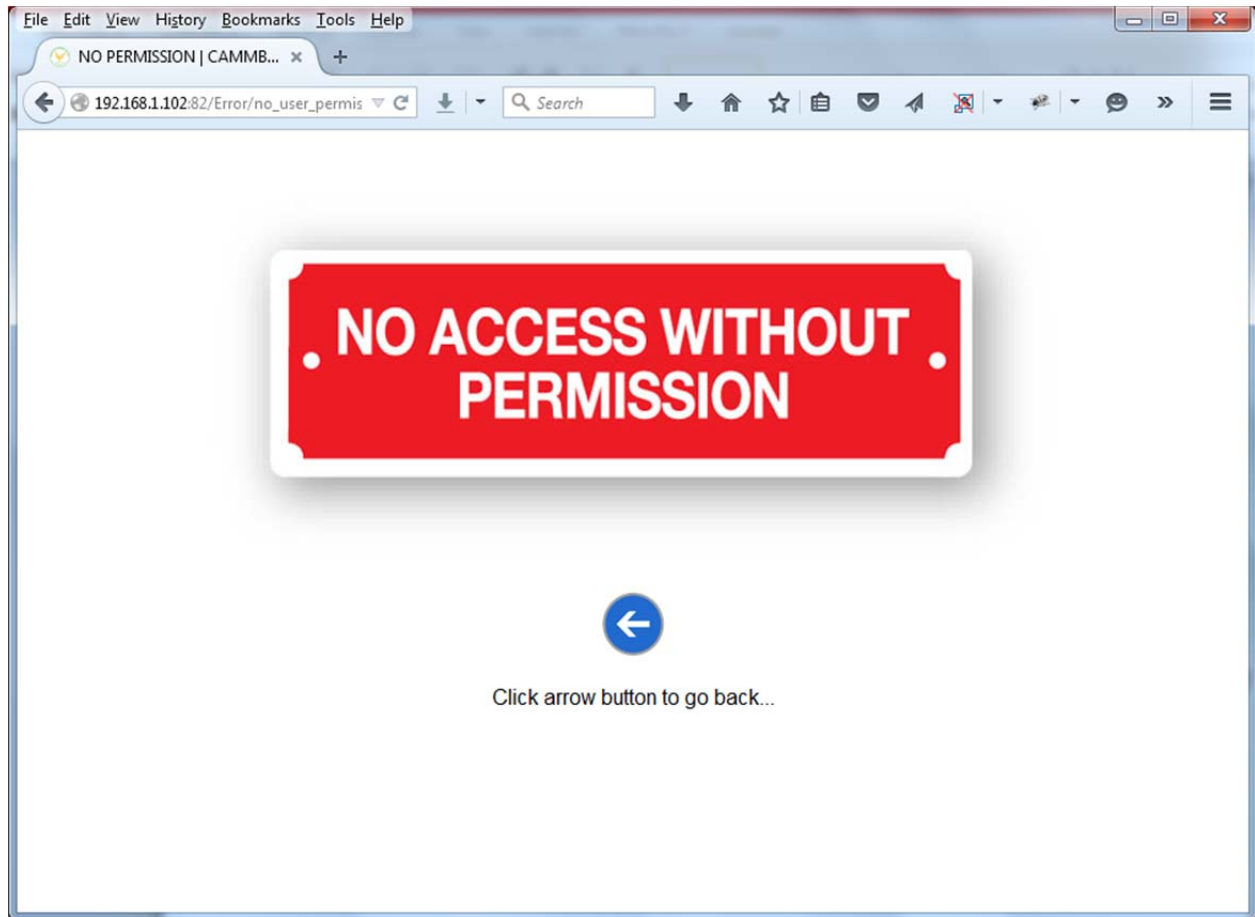 File Edit View History Bookmarks Tools Help
NO PERMISSION | CAMMB...
192.168.1.102:82/Error/no_user_permis
Search
NO ACCESS WITHOUT
PERMISSION
Click arrow button to go back...